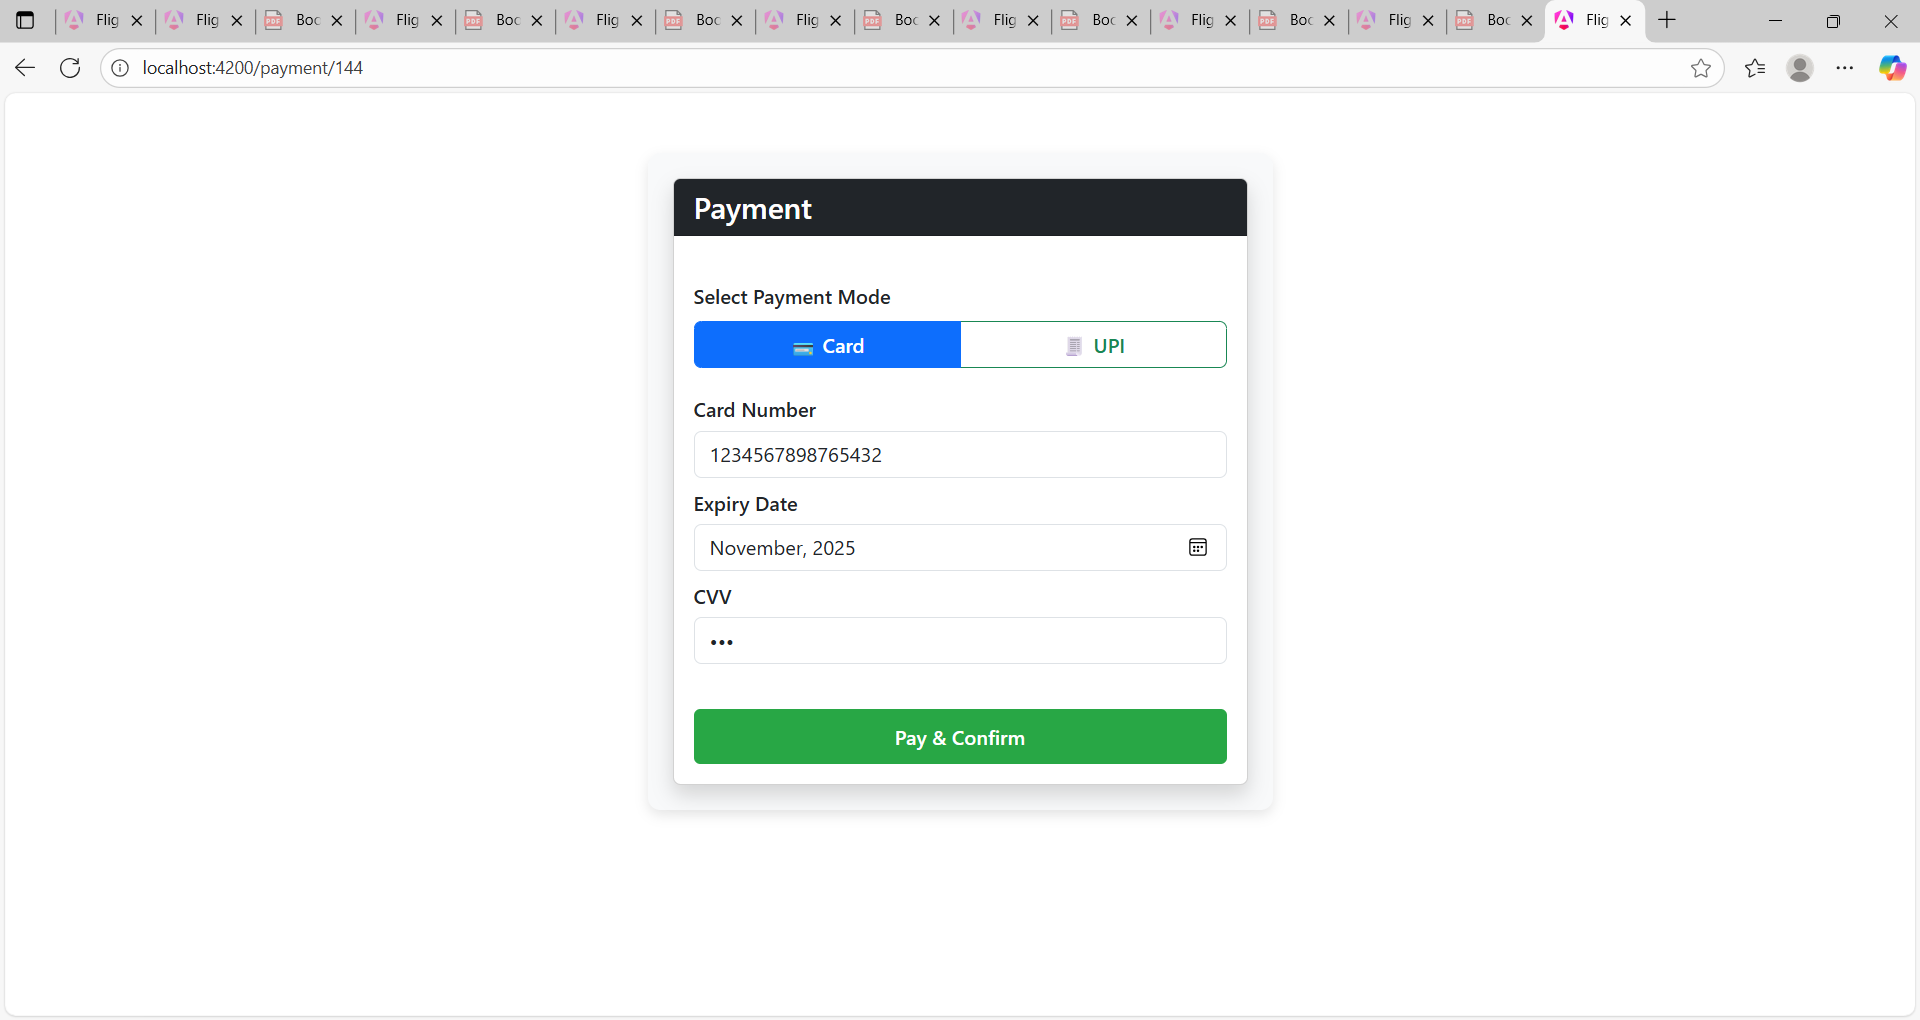 Flig Flig Boc Flig Boc Flig Boc Flig Boc Flig Boc Flig Boc Flig Boc Flig
localhost:4200/payment/144
Payment
Select Payment Mode
Card UPI
Card Number
1234567898765432
Expiry Date
November, 2025
CVV
•••
Pay & Confirm